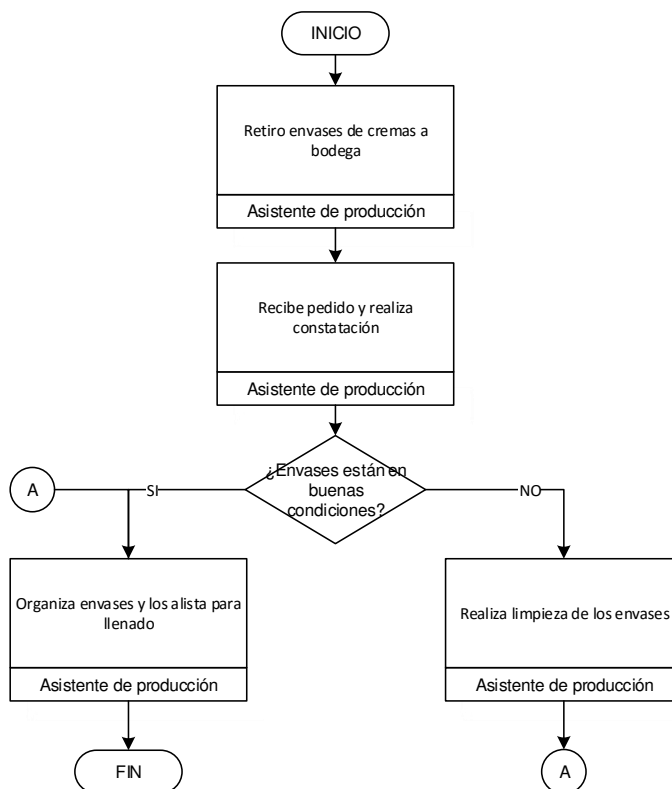 INICIO
Retiro envases de cremas a
bodega
Asistente de producción
Recibe pedido y realiza
constatación
Asistente de producción
¿Envases están en
buenas
condiciones?
A
SI
NO
Organiza envases y los alista para
llenado
Asistente de producción
Realiza limpieza de los envases
Asistente de producción
FIN
A